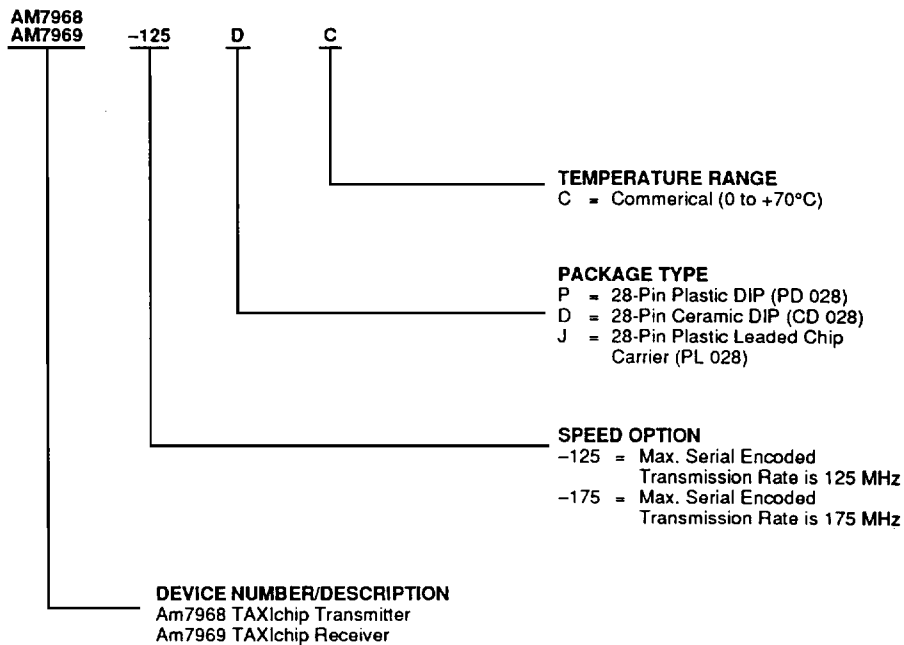 AM7968
AM7969 –125 D C
TEMPERATURE RANGE
C = Commerical (0 to +70°C)
PACKAGE TYPE
P = 28-Pin Plastic DIP (PD 028)
D = 28-Pin Ceramic DIP (CD 028)
J = 28-Pin Plastic Leaded Chip
Carrier (PL 028)
SPEED OPTION
–125 = Max. Serial Encoded
Transmission Rate is 125 MHz
–175 = Max. Serial Encoded
Transmission Rate is 175 MHz
DEVICE NUMBER/DESCRIPTION
Am7968 TAXIchip Transmitter
Am7969 TAXIchip Receiver